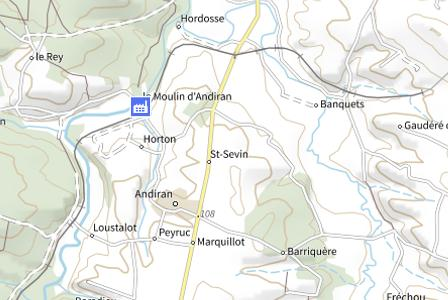 Hordosse
le Rey
le Moulin d'Andiran
Banquets
Gaudéré
Horton
St-Sevin
Andiran
108
Loustalot
Peyruc
Marquillot
Barriquère
Fréchou